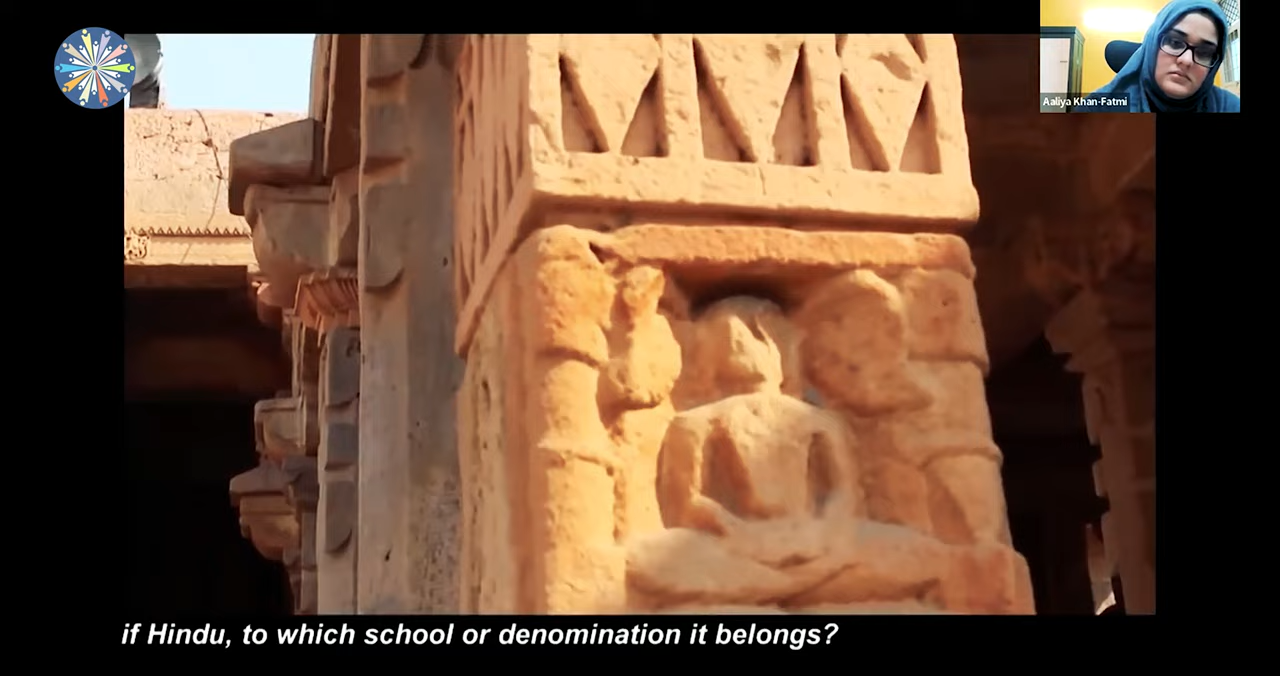 Aaliya Khan-Fatmi
if Hindu, to which school or denomination it belongs?